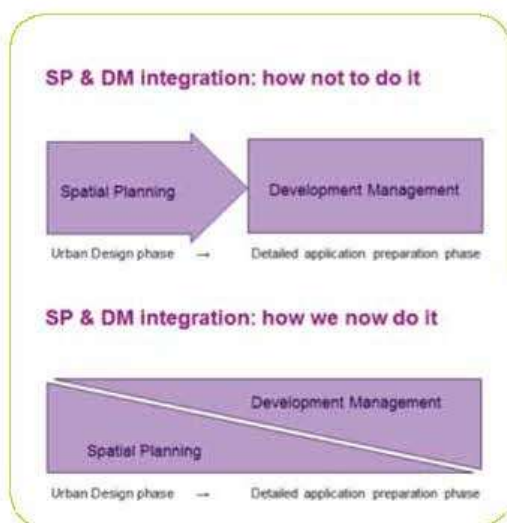 SP & DM integration: how not to do it
Spatial Planning
Development Management
Urban Design phase → Detailed application preparation phase
SP & DM integration: how we now do it
Development Management
Spatial Planning
Urban Design phase → Detailed application preparation phase